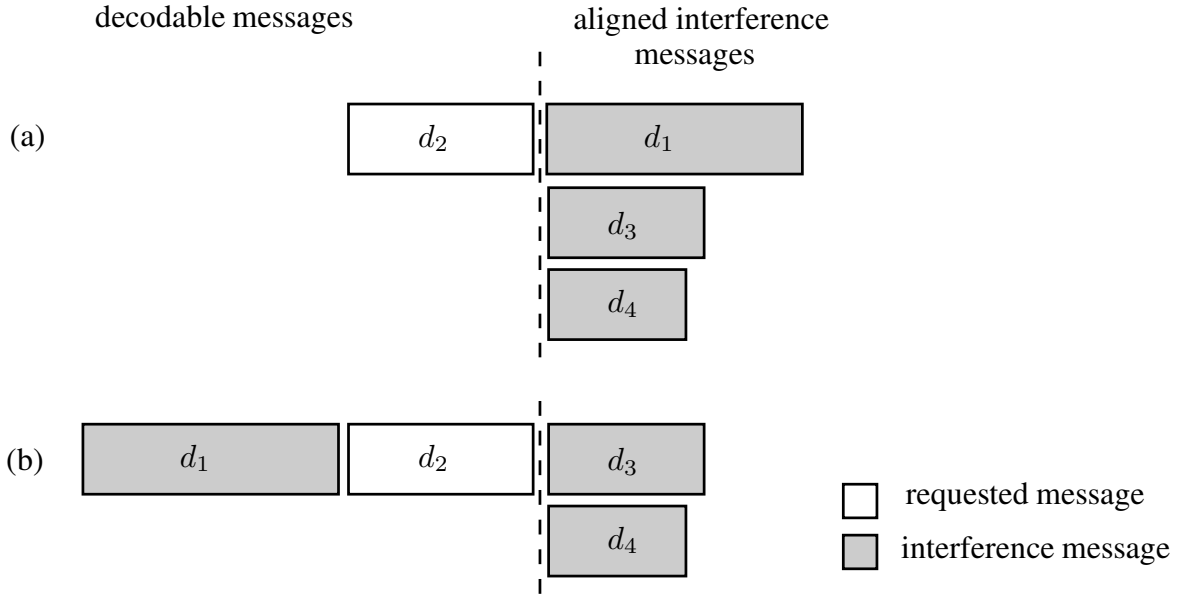 decodable messages
aligned interference
messages
(a)
d₂
d₁
d₃
d₄
(b)
d₁
d₂
d₃
d₄
requested message
interference message